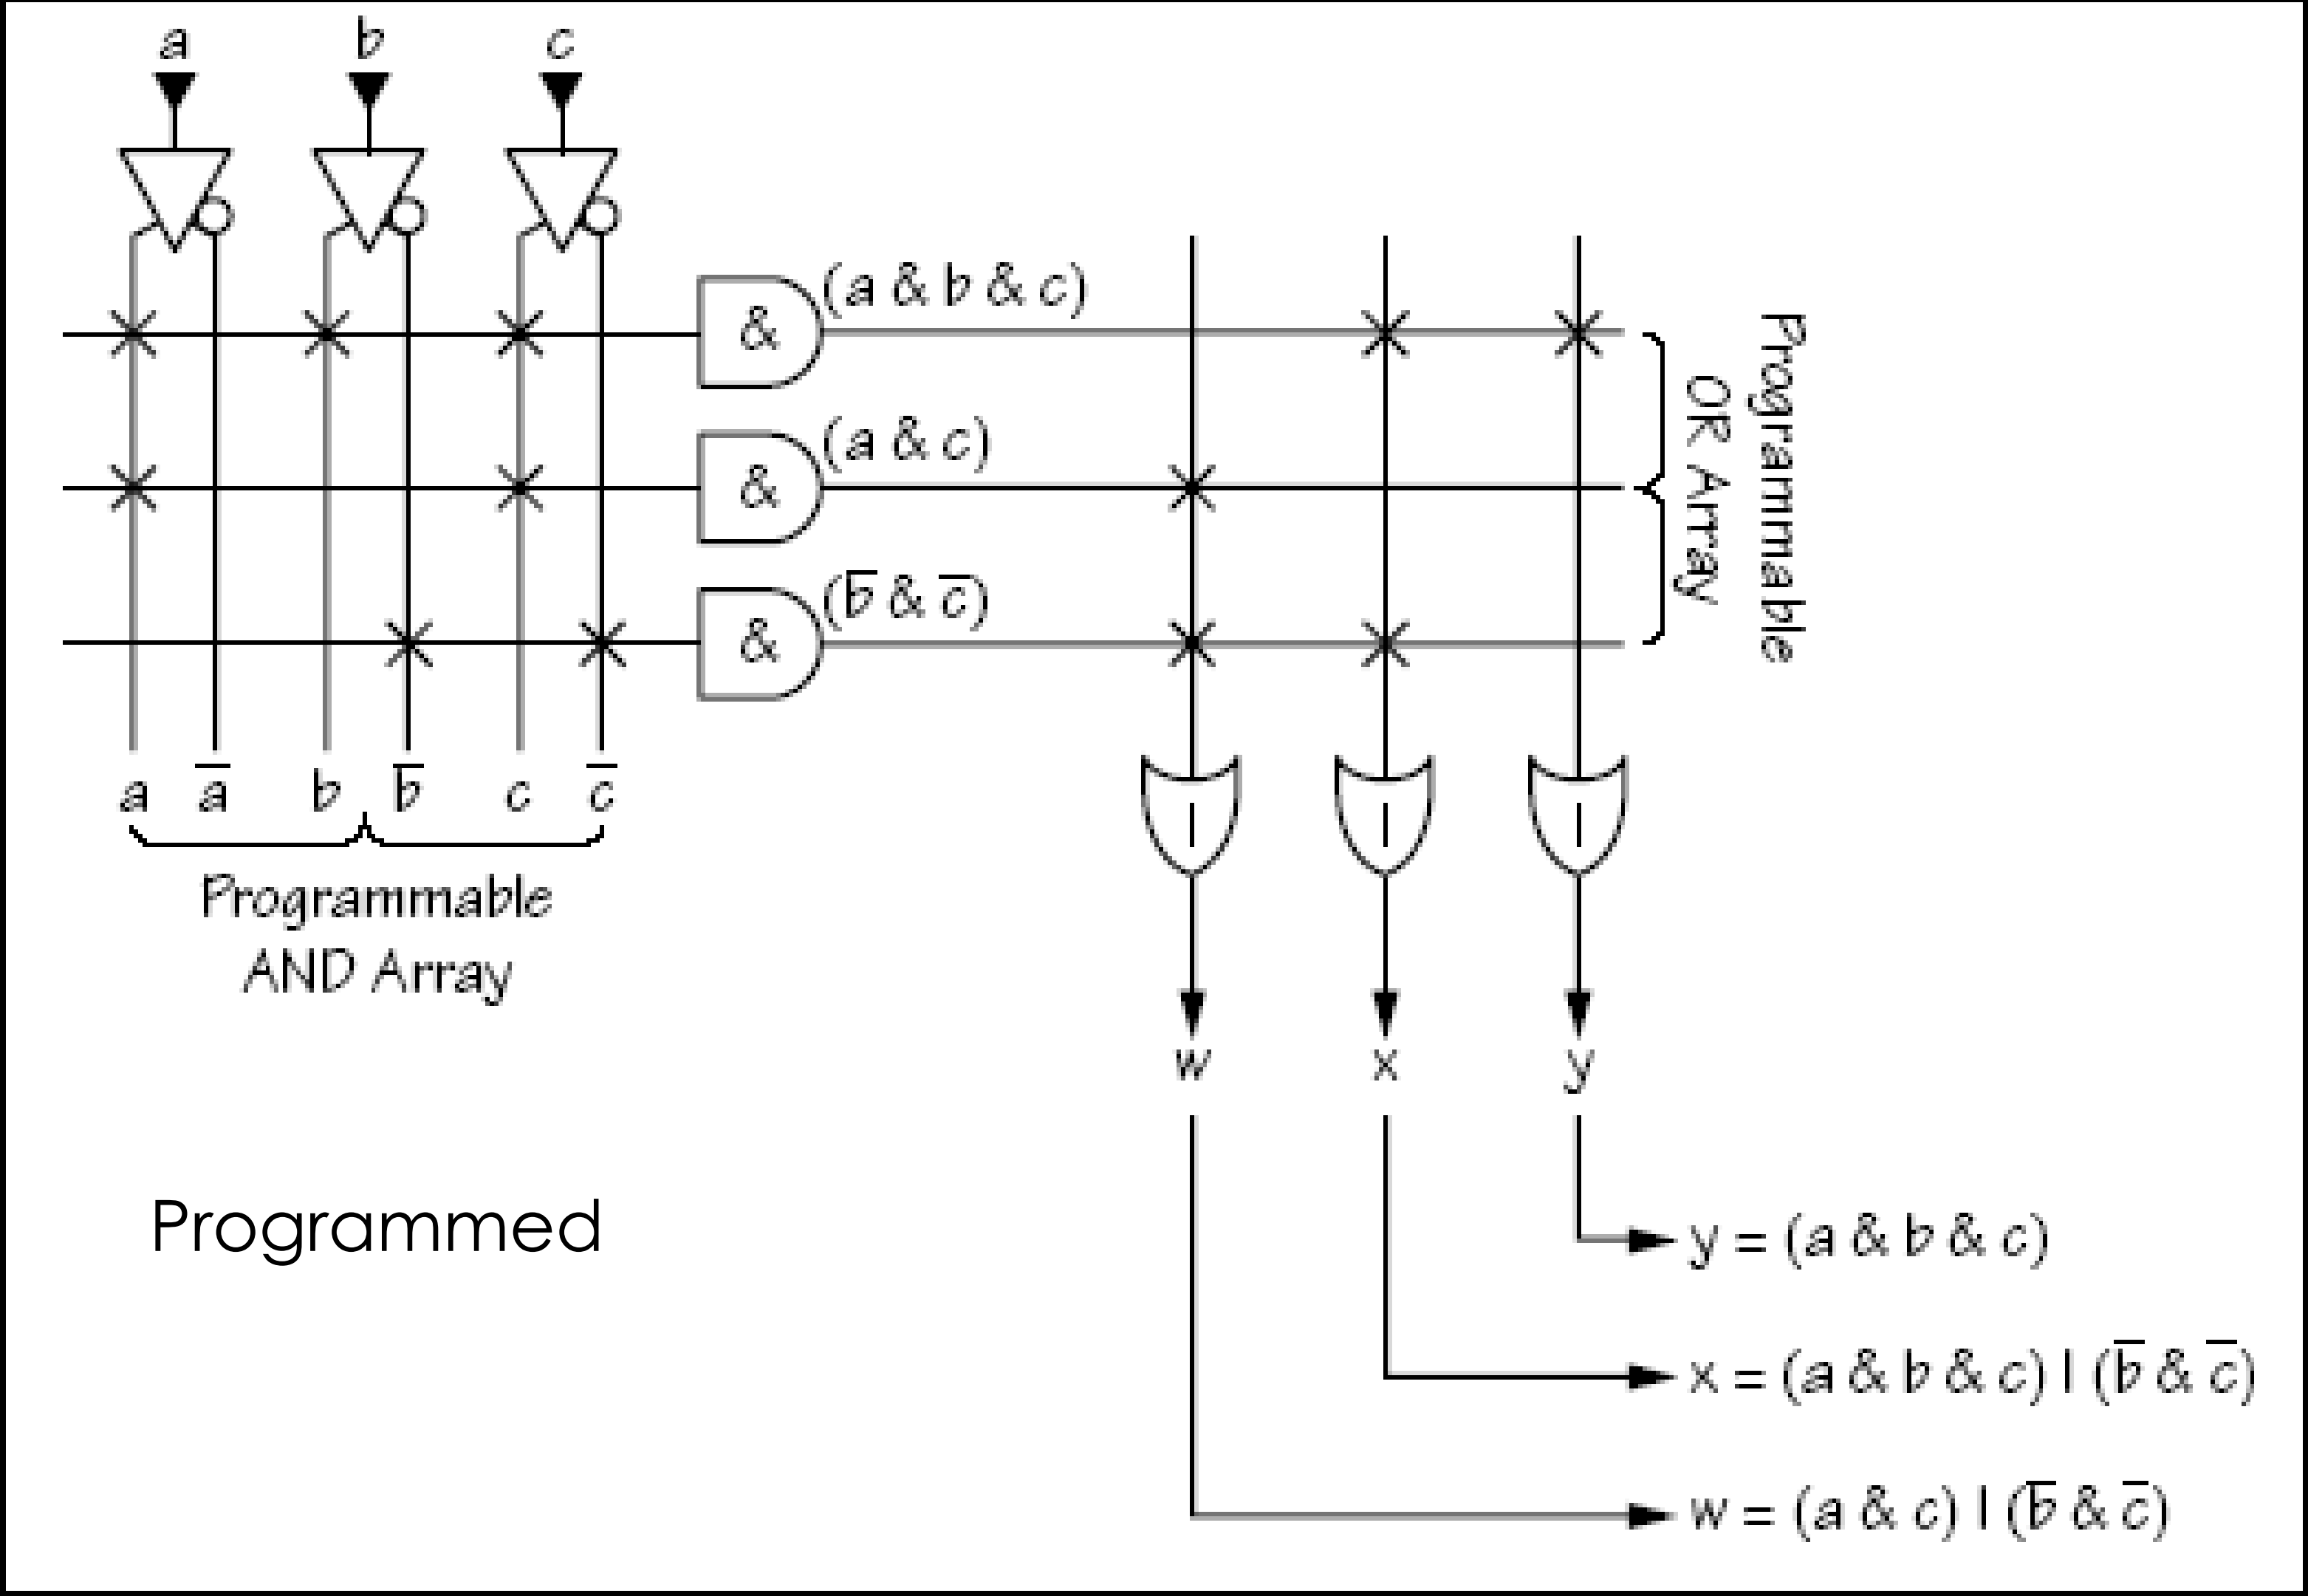 a b c
(a & b & c)
&
(a & c)
&
(b̅ & c̅)
&
Programmable
OR Array
a a̅ b b̅ c c̅
Programmable
AND Array
| | |
w x y
Programmed
y = (a & b & c)
x = (a & b & c) | (b̅ & c̅)
w = (a & c) | (b̅ & c̅)